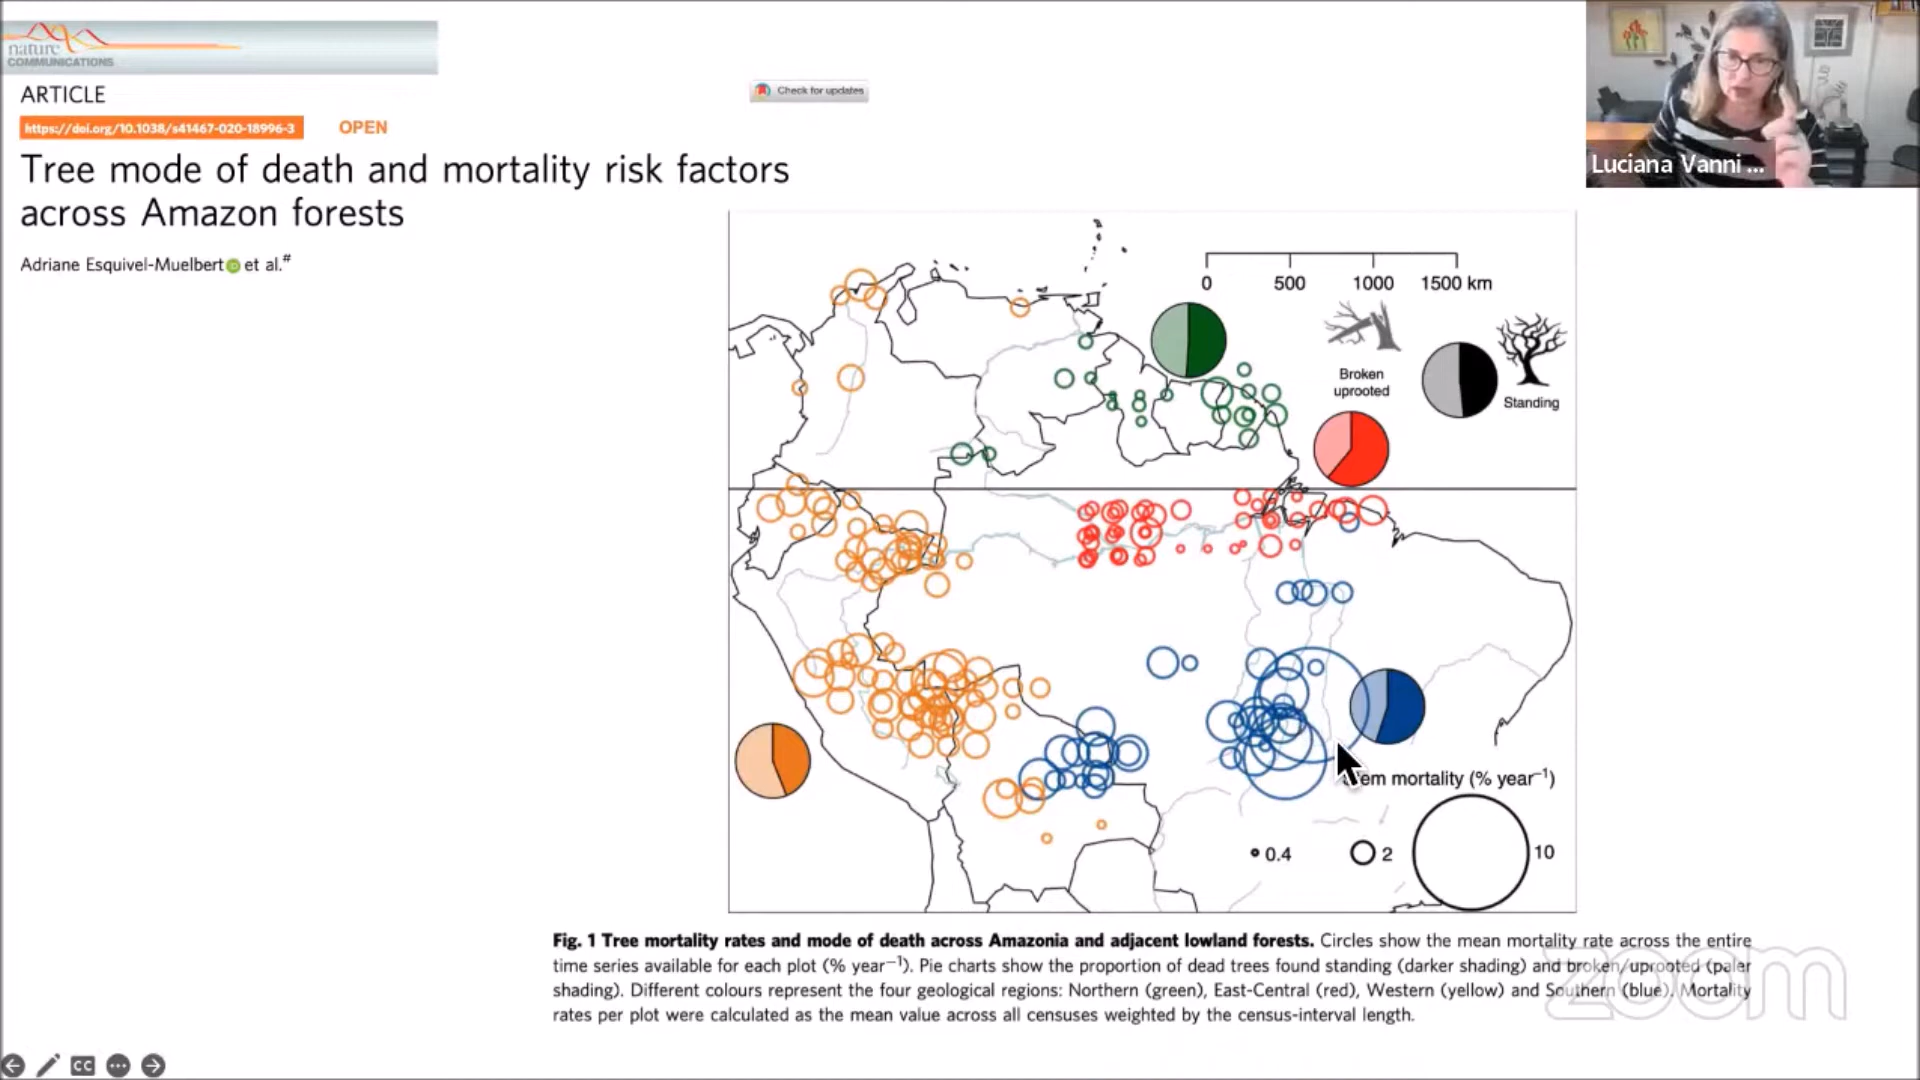 nature
COMMUNICATIONS
ARTICLE
Check for updates
https://doi.org/10.1038/s41467-020-18996-3
OPEN
Tree mode of death and mortality risk factors
across Amazon forests
Adriane Esquivel-Muelbert et al.#
Luciana Vanni ...
0 500 1000 1500 km
Broken
uprooted
Standing
em mortality (% year⁻¹)
0.4 2 10
Fig. 1 Tree mortality rates and mode of death across Amazonia and adjacent lowland forests. Circles show the mean mortality rate across the entire
time series available for each plot (% year⁻¹). Pie charts show the proportion of dead trees found standing (darker shading) and broken/uprooted (paler
shading). Different colours represent the four geological regions: Northern (green), East-Central (red), Western (yellow) and Southern (blue). Mortality
rates per plot were calculated as the mean value across all censuses weighted by the census-interval length.
zoom
CC